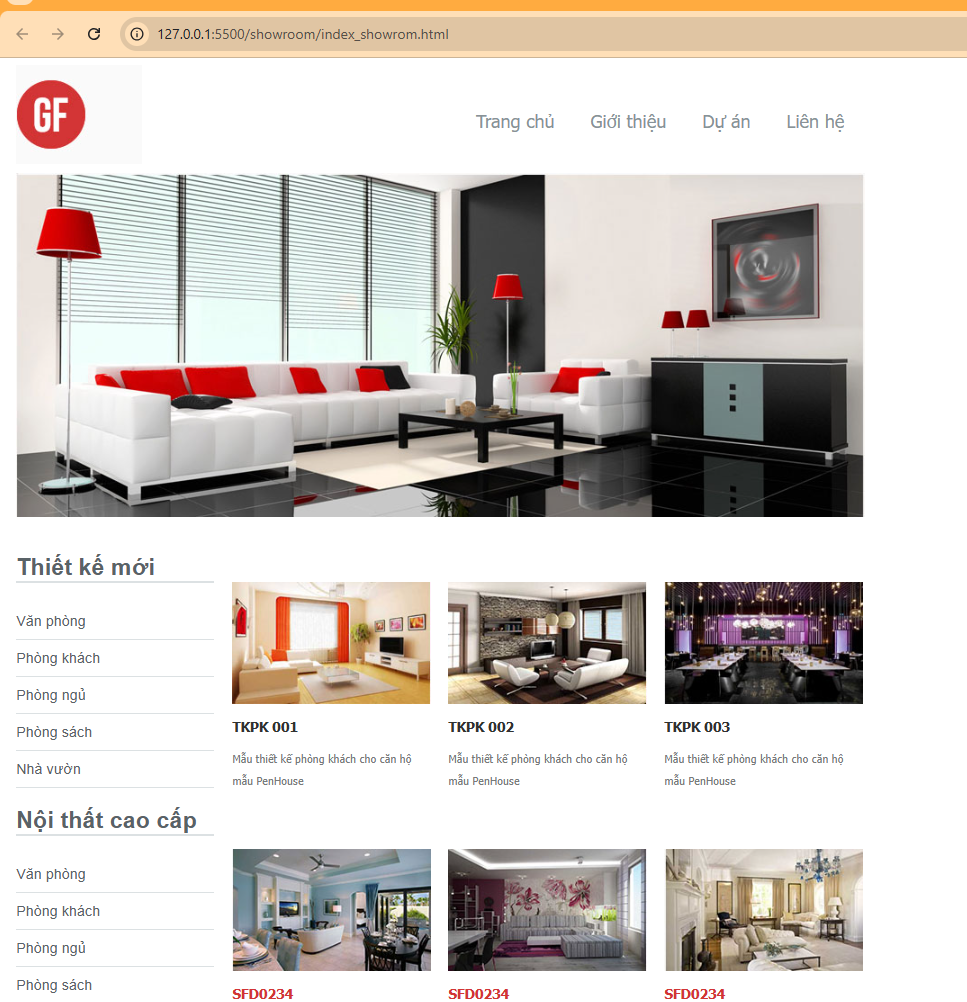 127.0.0.1:5500/showroom/index_showrom.html
GF
Trang chủ Giới thiệu Dự án Liên hệ
Thiết kế mới
Văn phòng
Phòng khách
Phòng ngủ
Phòng sách
Nhà vườn
TKPK 001
Mẫu thiết kế phòng khách cho căn hộ
mẫu PenHouse
TKPK 002
Mẫu thiết kế phòng khách cho căn hộ
mẫu PenHouse
TKPK 003
Mẫu thiết kế phòng khách cho căn hộ
mẫu PenHouse
Nội thất cao cấp
Văn phòng
Phòng khách
Phòng ngủ
Phòng sách
SFD0234
SFD0234
SFD0234